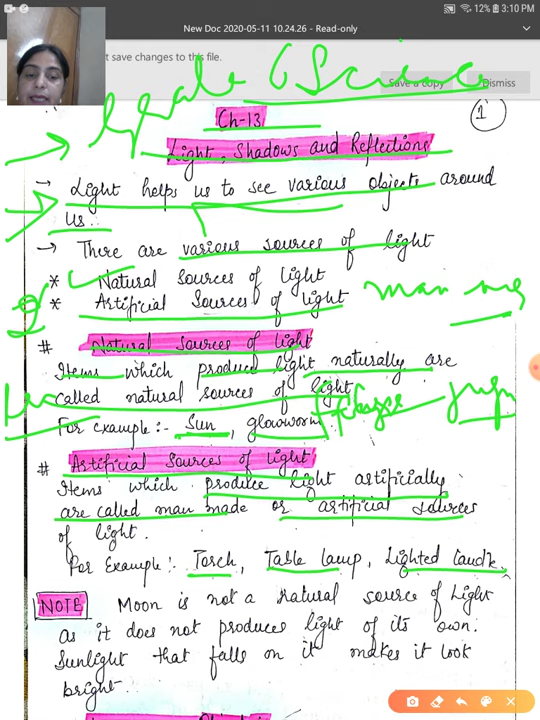 12% 3:10 PM
New Doc 2020-05-11 10.24.26 - Read-only
t save changes to this file.
Save a copy
Dismiss
Grade 6 Science
Ch-13
1
Light, Shadows and Reflections
→ Light helps us to see various objects around
us.
→ There are various sources of light
* Natural Sources of light
* Artificial Sources of light
man
# Natural Sources of light
Items which produce light naturally are
called natural sources of light
For example :- Sun, glowworm
# Artificial Sources of light
Items which produce light artificially
are called man made or artificial sources
of light.
For Example :- Torch, Table lamp, Lighted Candle.
NOTE Moon is not a natural source of light
as it does not produces light of its own.
Sunlight that falls on it makes it look
bright.